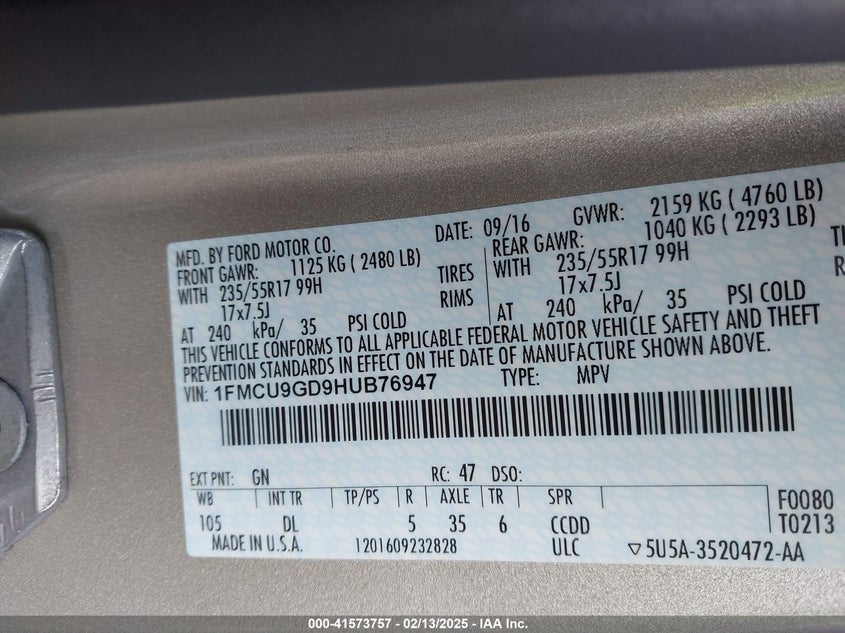 MFD. BY FORD MOTOR CO. DATE: 09/16 GVWR: 2159 KG ( 4760 LB)
FRONT GAWR: 1125 KG ( 2480 LB) REAR GAWR: 1040 KG ( 2293 LB)
WITH 235/55R17 99H TIRES WITH 235/55R17 99H
17x7.5J RIMS 17x7.5J
AT 240 kPa/ 35 PSI COLD AT 240 kPa/ 35 PSI COLD
THIS VEHICLE CONFORMS TO ALL APPLICABLE FEDERAL MOTOR VEHICLE SAFETY AND THEFT
PREVENTION STANDARDS IN EFFECT ON THE DATE OF MANUFACTURE SHOWN ABOVE.
VIN: 1FMCU9GD9HUB76947 TYPE: MPV
EXT PNT: GN RC: 47 DSO:
WB INT TR TP/PS R AXLE TR SPR F0080
105 DL 5 35 6 CCDD T0213
MADE IN U.S.A. 1201609232828 ULC ▽5U5A-3520472-AA
000-41573757 - 02/13/2025 - IAA Inc.